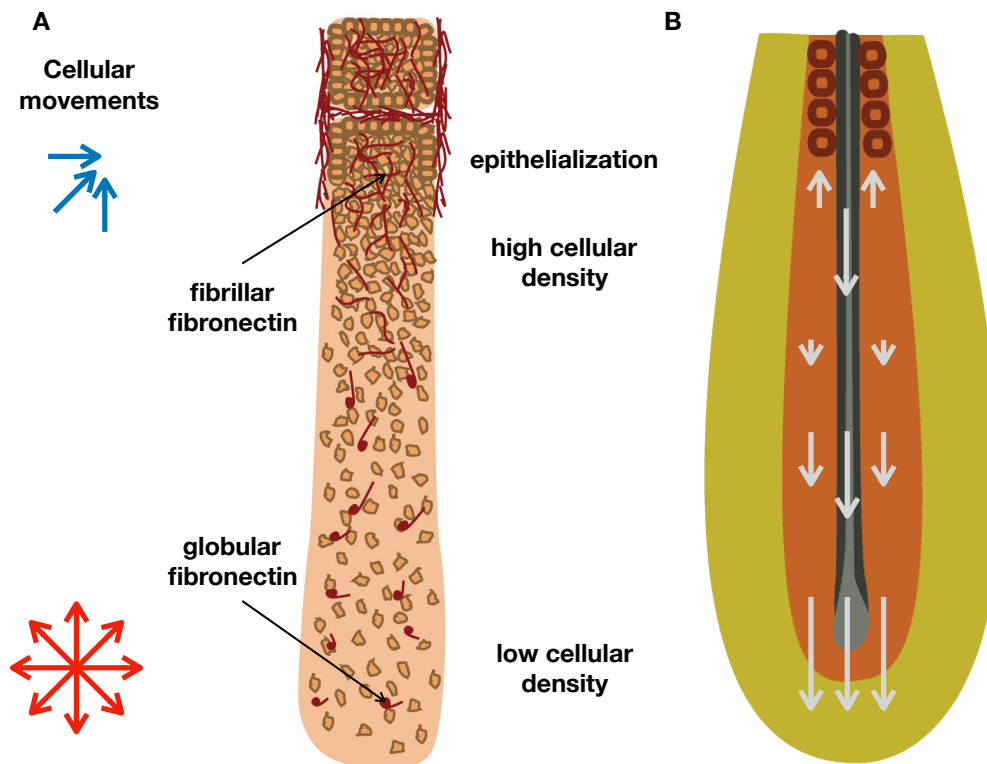 A
B
Cellular
movements
epithelialization
high cellular
density
fibrillar
fibronectin
globular
fibronectin
low cellular
density